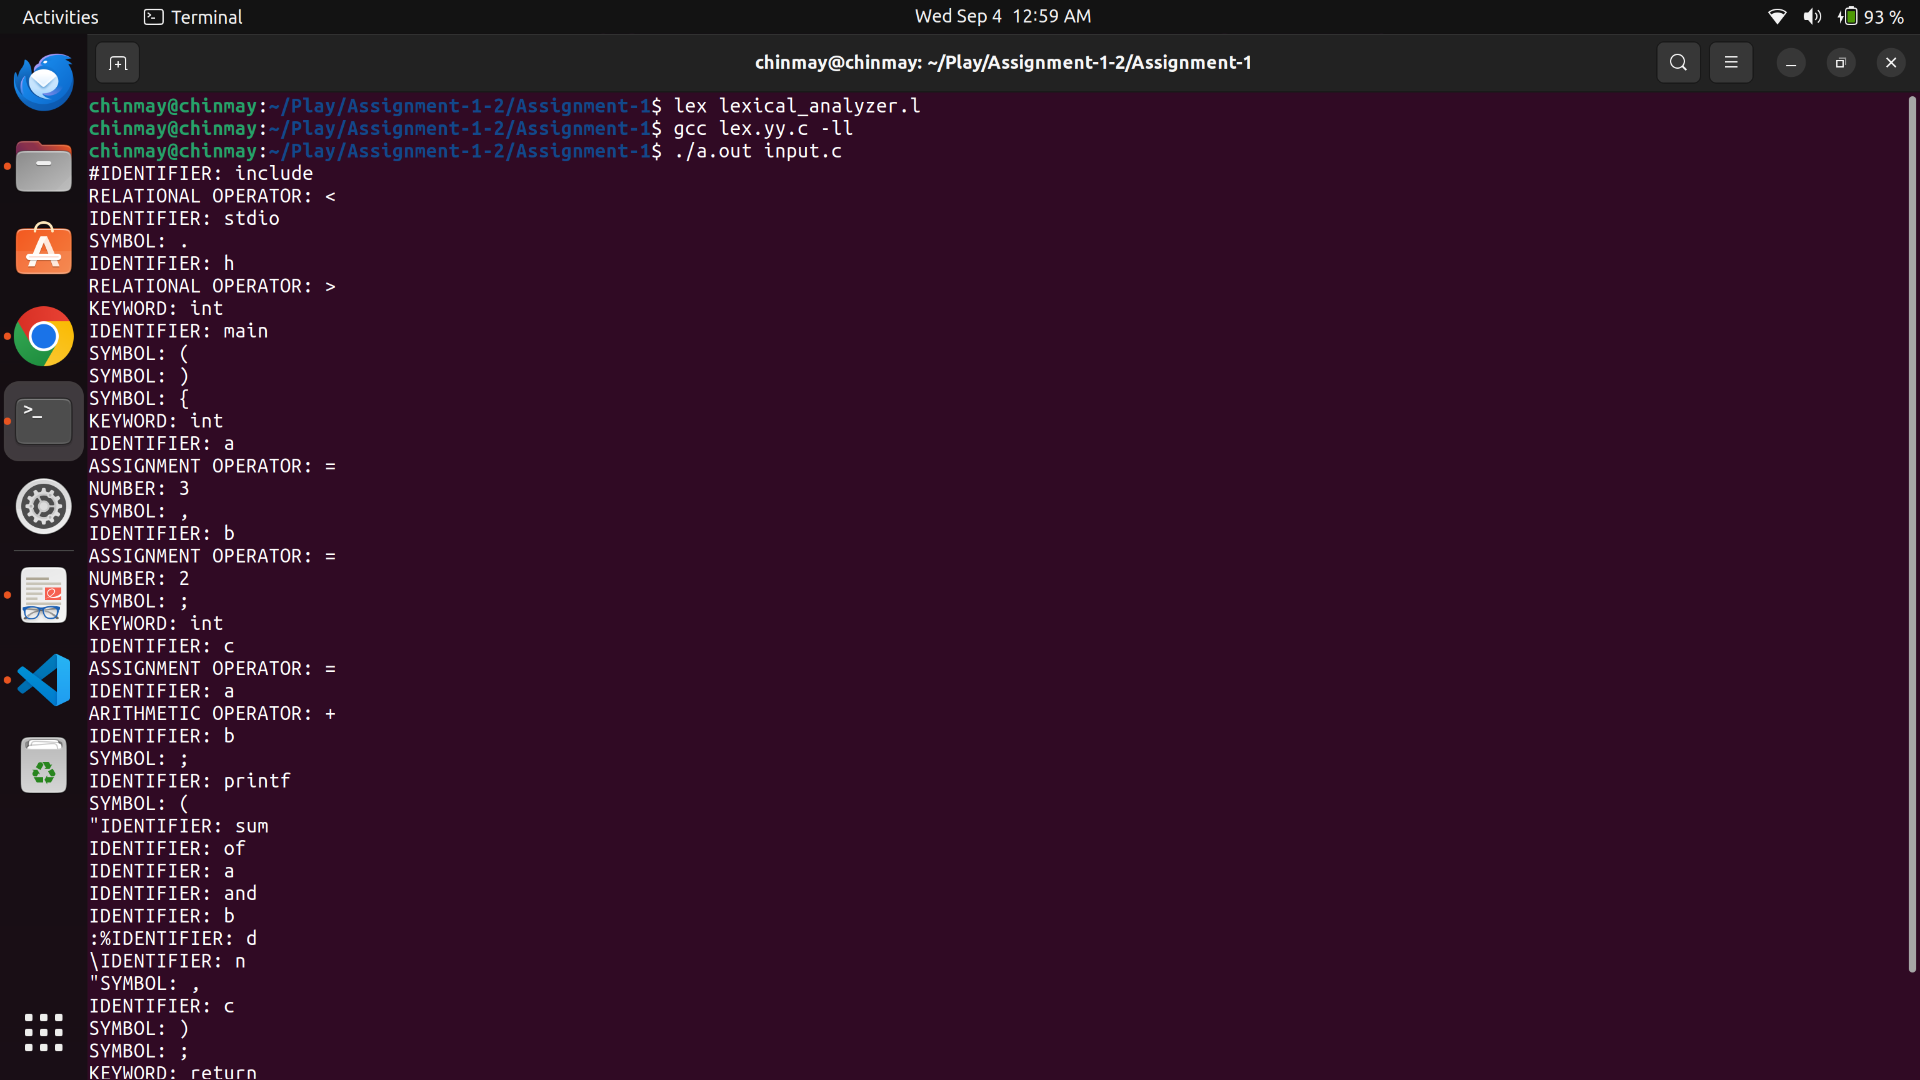 Activities Terminal Wed Sep 4 12:59 AM 93 %
chinmay@chinmay: ~/Play/Assignment-1-2/Assignment-1
chinmay@chinmay:~/Play/Assignment-1-2/Assignment-1$ lex lexical_analyzer.l
chinmay@chinmay:~/Play/Assignment-1-2/Assignment-1$ gcc lex.yy.c -ll
chinmay@chinmay:~/Play/Assignment-1-2/Assignment-1$ ./a.out input.c
#IDENTIFIER: include
RELATIONAL OPERATOR: <
IDENTIFIER: stdio
SYMBOL: .
IDENTIFIER: h
RELATIONAL OPERATOR: >
KEYWORD: int
IDENTIFIER: main
SYMBOL: (
SYMBOL: )
SYMBOL: {
KEYWORD: int
IDENTIFIER: a
ASSIGNMENT OPERATOR: =
NUMBER: 3
SYMBOL: ,
IDENTIFIER: b
ASSIGNMENT OPERATOR: =
NUMBER: 2
SYMBOL: ;
KEYWORD: int
IDENTIFIER: c
ASSIGNMENT OPERATOR: =
IDENTIFIER: a
ARITHMETIC OPERATOR: +
IDENTIFIER: b
SYMBOL: ;
IDENTIFIER: printf
SYMBOL: (
"IDENTIFIER: sum
IDENTIFIER: of
IDENTIFIER: a
IDENTIFIER: and
IDENTIFIER: b
:%IDENTIFIER: d
\IDENTIFIER: n
"SYMBOL: ,
IDENTIFIER: c
SYMBOL: )
SYMBOL: ;
KEYWORD: return